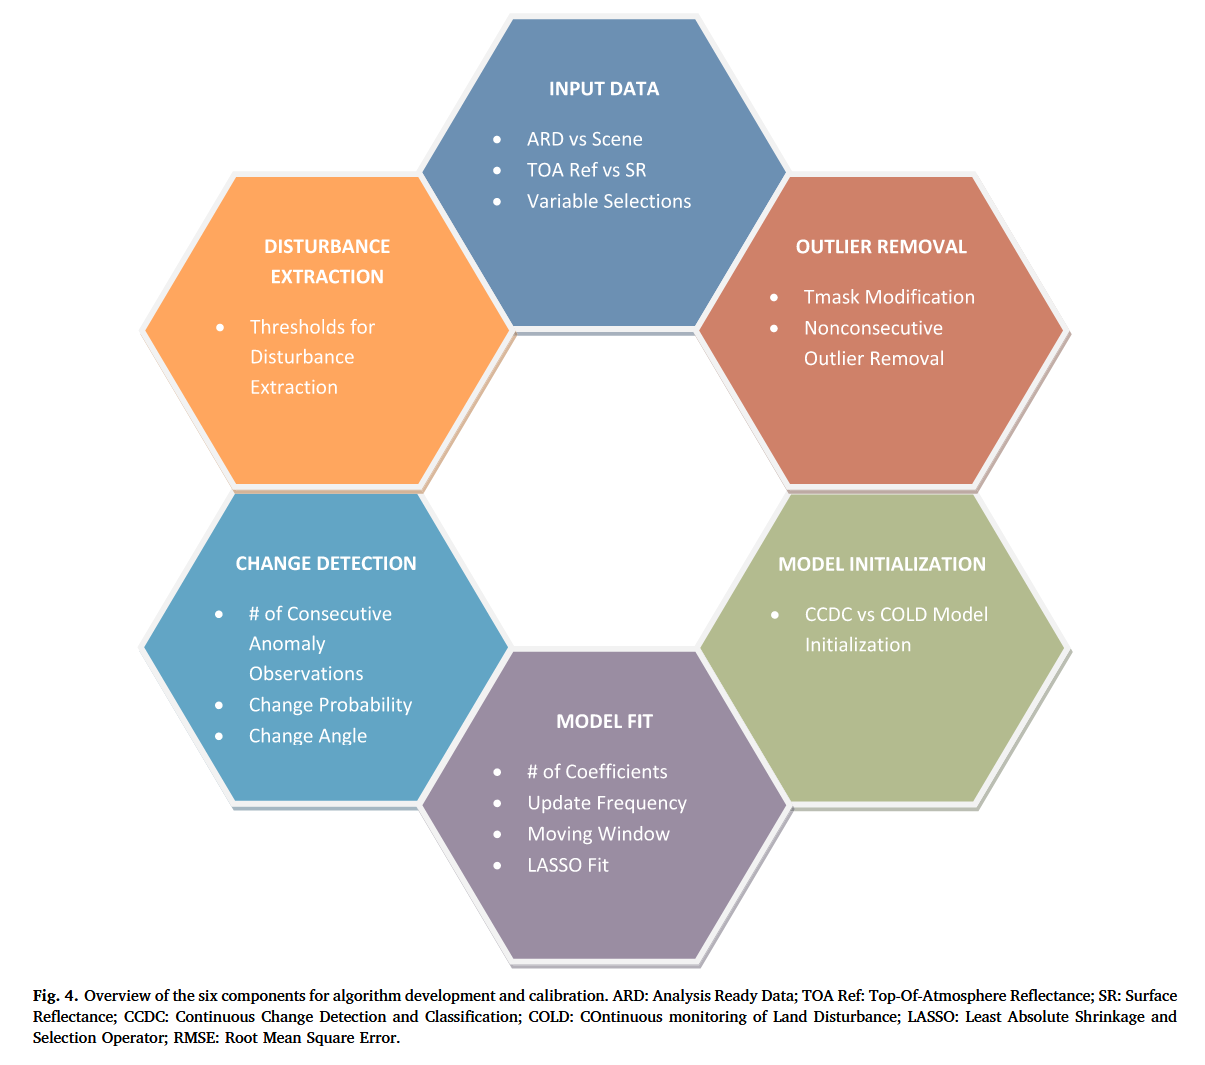 INPUT DATA
• ARD vs Scene
• TOA Ref vs SR
• Variable Selections
OUTLIER REMOVAL
• Tmask Modification
• Nonconsecutive
Outlier Removal
MODEL INITIALIZATION
• CCDC vs COLD Model
Initialization
MODEL FIT
• # of Coefficients
• Update Frequency
• Moving Window
• LASSO Fit
CHANGE DETECTION
• # of Consecutive
Anomaly
Observations
• Change Probability
• Change Angle
DISTURBANCE
EXTRACTION
• Thresholds for
Disturbance
Extraction
Fig. 4. Overview of the six components for algorithm development and calibration. ARD: Analysis Ready Data; TOA Ref: Top-Of-Atmosphere Reflectance; SR: Surface
Reflectance; CCDC: Continuous Change Detection and Classification; COLD: COntinuous monitoring of Land Disturbance; LASSO: Least Absolute Shrinkage and
Selection Operator; RMSE: Root Mean Square Error.